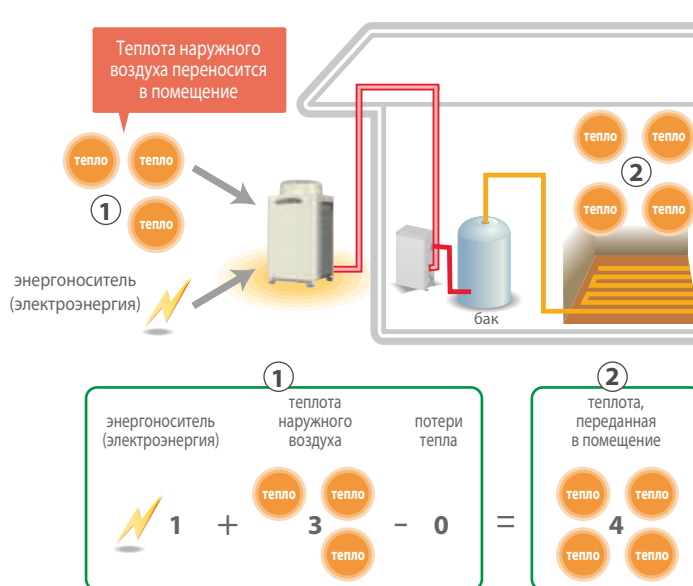 Теплота наружного
воздуха переносится
в помещение
тепло
тепло
тепло
1
энергоноситель
(электроэнергия)
тепло
тепло
2
тепло
тепло
бак
1
энергоноситель
(электроэнергия)
теплота
наружного
воздуха
потери
тепла
1 + тепло тепло 3 тепло – 0
=
2
теплота,
переданная
в помещение
тепло тепло
4
тепло тепло